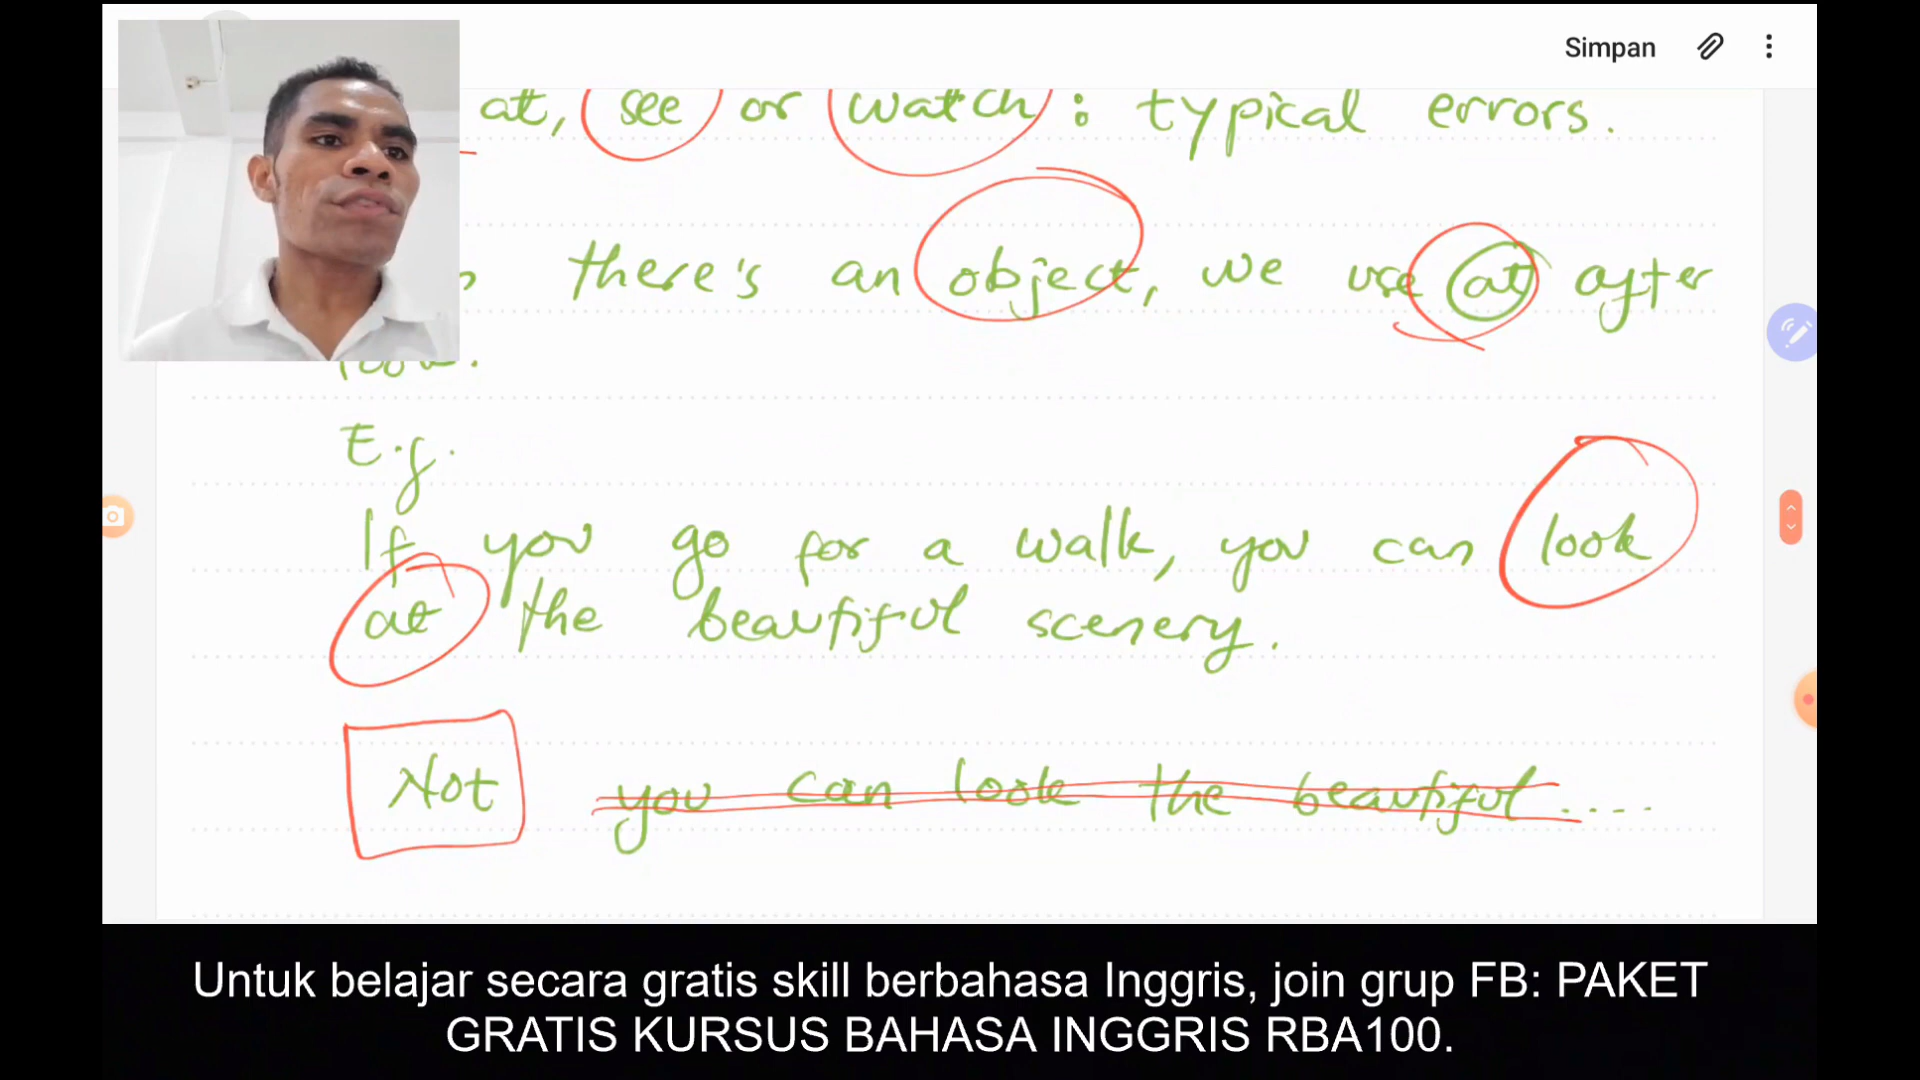 Simpan
at, see or watch : typical errors.
there's an object, we use at after
look.
E.g.
If you go for a walk, you can look
at the beautiful scenery.
Not you can look the beautiful.....
Untuk belajar secara gratis skill berbahasa Inggris, join grup FB: PAKET
GRATIS KURSUS BAHASA INGGRIS RBA100.